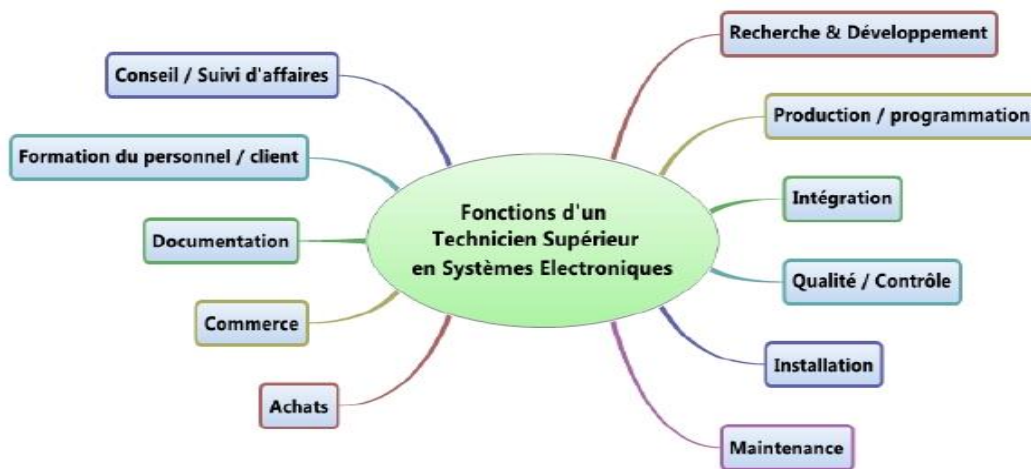 Fonctions d'un
Technicien Supérieur
en Systèmes Electroniques
Recherche & Développement
Production / programmation
Intégration
Qualité / Contrôle
Installation
Maintenance
Conseil / Suivi d'affaires
Formation du personnel / client
Documentation
Commerce
Achats